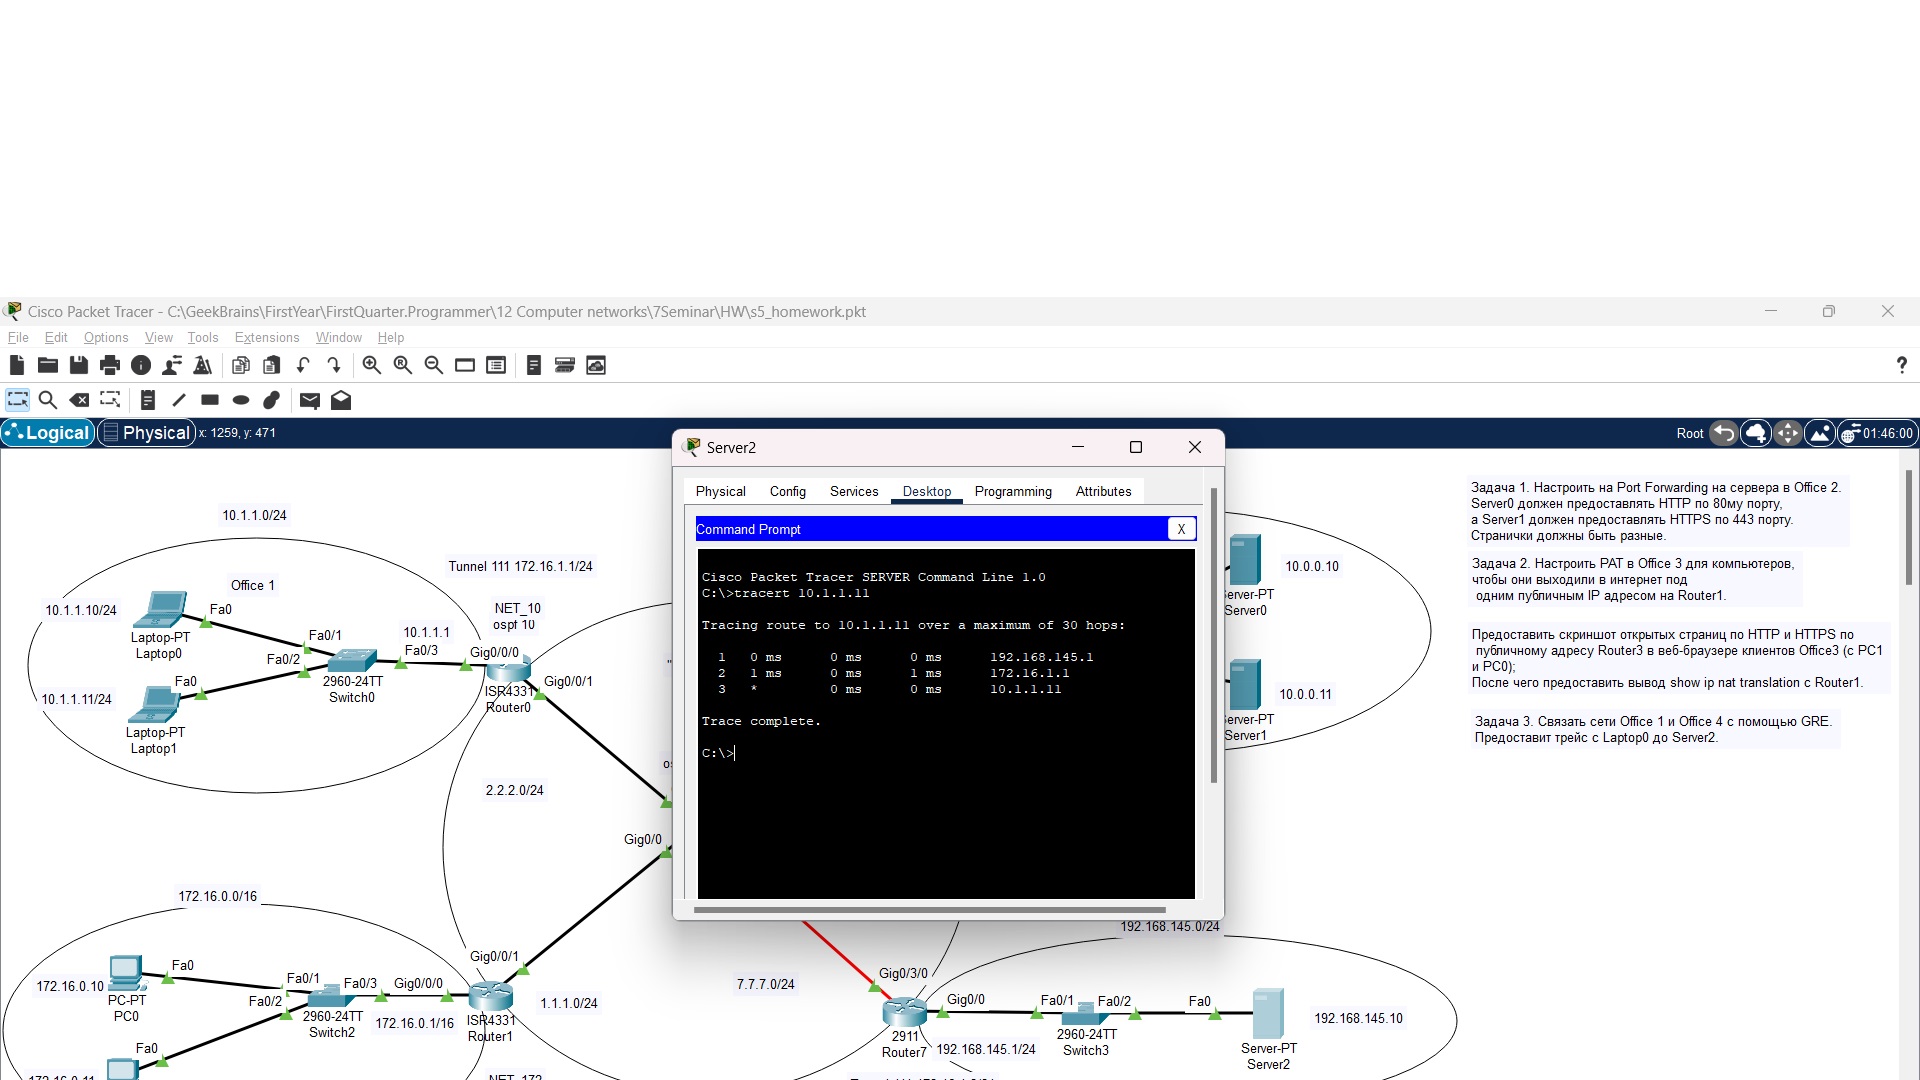 Cisco Packet Tracer - C:\GeekBrains\FirstYear\FirstQuarter.Programmer\12 Computer networks\7Seminar\HW\s5_homework.pkt
File Edit Options View Tools Extensions Window Help
Logical Physical x: 1259, y: 471
Root 01:46:00
Server2
Physical Config Services Desktop Programming Attributes
Command Prompt X
Cisco Packet Tracer SERVER Command Line 1.0
C:\>tracert 10.1.1.11
Tracing route to 10.1.1.11 over a maximum of 30 hops:
1 0 ms 0 ms 0 ms 192.168.145.1
2 1 ms 0 ms 1 ms 172.16.1.1
3 * 0 ms 0 ms 10.1.1.11
Trace complete.
C:\>
10.1.1.0/24
Office 1
10.1.1.10/24
Fa0
Laptop-PT
Laptop0
Fa0/1
Fa0/2
10.1.1.11/24
Fa0
Laptop-PT
Laptop1
2960-24TT
Switch0
10.1.1.1
Fa0/3
Tunnel 111 172.16.1.1/24
NET_10
ospf 10
Gig0/0/0
Gig0/0/1
ISR4331
Router0
2.2.2.0/24
Gig0/0
172.16.0.0/16
172.16.0.10
Fa0
PC-PT
PC0
Fa0/1
Fa0/2
Fa0/3
2960-24TT
Switch2
Gig0/0/0
172.16.0.1/16
Gig0/0/1
ISR4331
Router1
1.1.1.0/24
Fa0
172.16.0.11
NET_172
7.7.7.0/24
Gig0/3/0
2911
Router7
Gig0/0
192.168.145.1/24
192.168.145.0/24
Fa0/1
Fa0/2
2960-24TT
Switch3
Fa0
Server-PT
Server2
192.168.145.10
10.0.0.10
Server-PT
Server0
10.0.0.11
Server-PT
Server1
Задача 1. Настроить на Port Forwarding на сервера в Office 2.
Server0 должен предоставлять HTTP по 80му порту,
а Server1 должен предоставлять HTTPS по 443 порту.
Странички должны быть разные.
Задача 2. Настроить PAT в Office 3 для компьютеров,
чтобы они выходили в интернет под
одним публичным IP адресом на Router1.
Предоставить скриншот открытых страниц по HTTP и HTTPS по
публичному адресу Router3 в веб-браузере клиентов Office3 (с PC1
и PC0);
После чего предоставить вывод show ip nat translation с Router1.
Задача 3. Связать сети Office 1 и Office 4 с помощью GRE.
Предоставит трейс с Laptop0 до Server2.